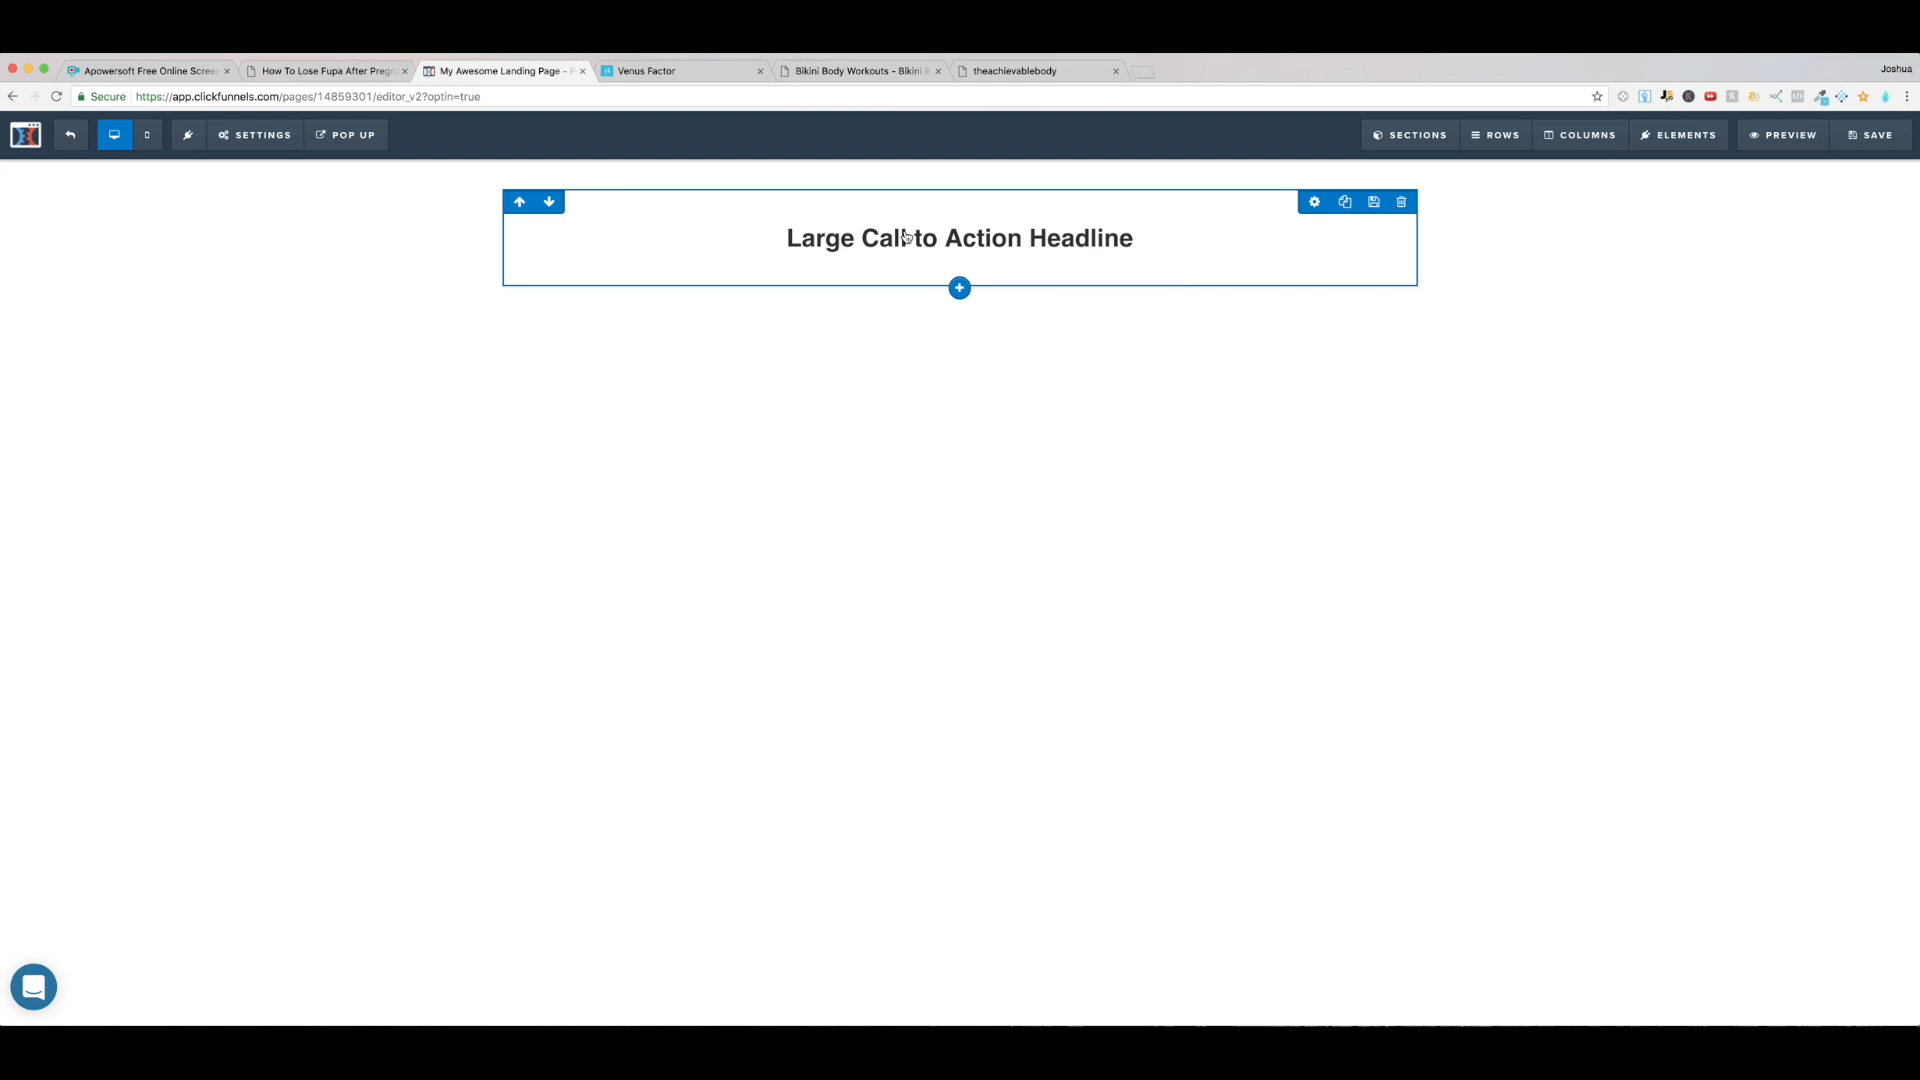 Apowersoft Free Online Screen
How To Lose Fupa After Pregn
My Awesome Landing Page -
Venus Factor
Bikini Body Workouts - Bikini B
theachievablebody
Joshua
Secure
https://app.clickfunnels.com/pages/14859301/editor_v2?optin=true
SETTINGS
POP UP
SECTIONS
ROWS
COLUMNS
ELEMENTS
PREVIEW
SAVE
Large Call to Action Headline